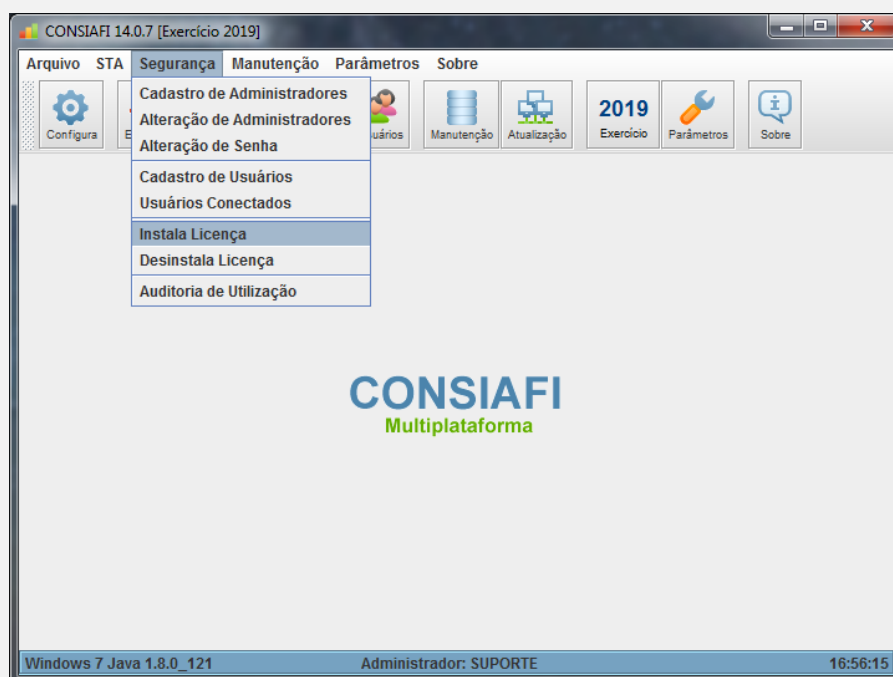 CONSIAFI 14.0.7 [Exercício 2019]
Arquivo STA Segurança Manutenção Parâmetros Sobre
Cadastro de Administradores
Alteração de Administradores
Alteração de Senha
Cadastro de Usuários
Usuários Conectados
Instala Licença
Desinstala Licença
Auditoria de Utilização
2019
Configura Manutenção Atualização Exercício Parâmetros Sobre
CONSIAFI
Multiplataforma
Windows 7 Java 1.8.0_121 Administrador: SUPORTE 16:56:15